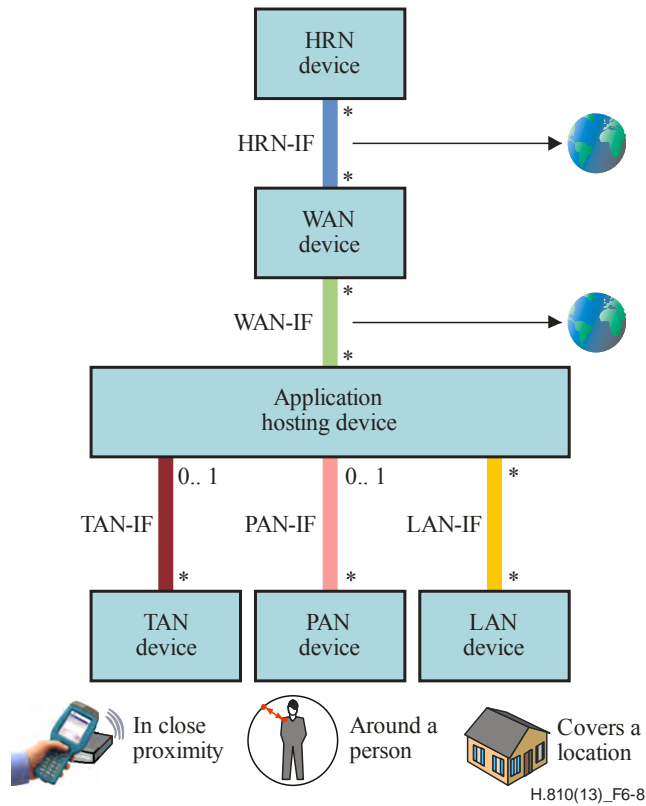 HRN
device
*
HRN-IF
*
WAN
device
*
WAN-IF
*
Application
hosting device
0.. 1
0.. 1
*
TAN-IF
PAN-IF
LAN-IF
*
*
*
TAN
device
PAN
device
LAN
device
In close
proximity
Around a
person
Covers a
location
H.810(13)_F6-8